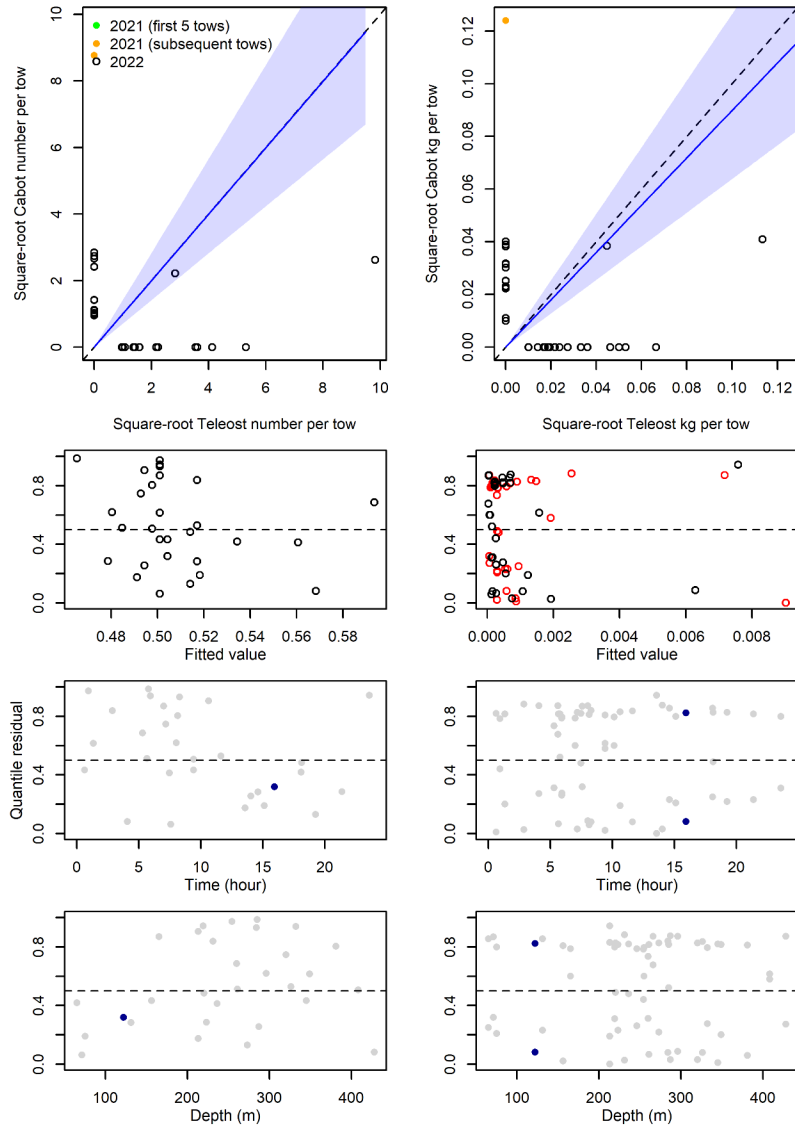 2021 (first 5 tows)
2021 (subsequent tows)
2022
Square-root Cabot number per tow
10
8
6
4
2
0
0 2 4 6 8 10
Square-root Teleost number per tow
Square-root Cabot kg per tow
0.12
0.10
0.08
0.06
0.04
0.02
0.00
0.00 0.02 0.04 0.06 0.08 0.10 0.12
Square-root Teleost kg per tow
Quantile residual
0.8
0.4
0.0
0.48 0.50 0.52 0.54 0.56 0.58
Fitted value
0.8
0.4
0.0
0.000 0.002 0.004 0.006 0.008
Fitted value
0.8
0.4
0.0
0 5 10 15 20
Time (hour)
0.8
0.4
0.0
0 5 10 15 20
Time (hour)
0.8
0.4
0.0
100 200 300 400
Depth (m)
0.8
0.4
0.0
50 100 200 300 400
Depth (m)